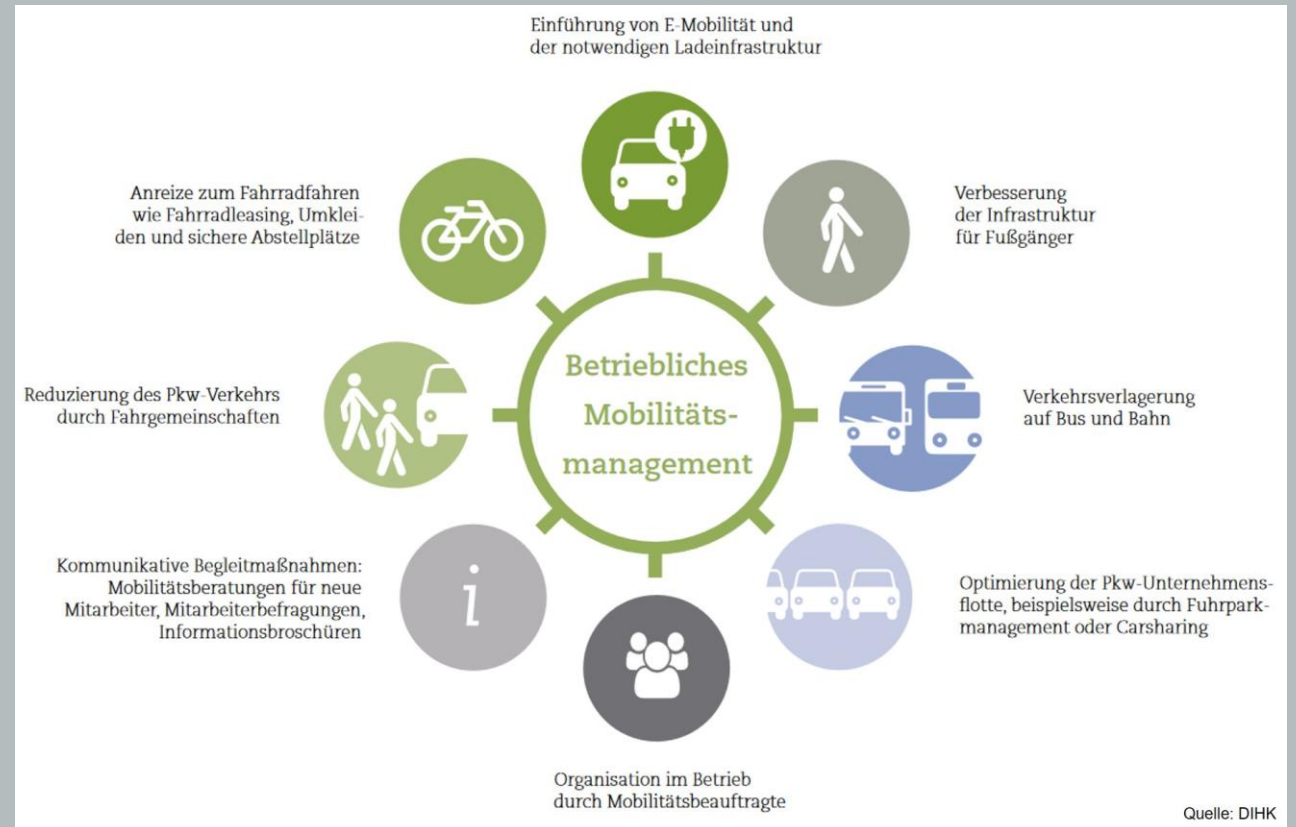 Einführung von E-Mobilität und
der notwendigen Ladeinfrastruktur
Anreize zum Fahrradfahren
wie Fahrradleasing, Umklei-
den und sichere Abstellplätze
Verbesserung
der Infrastruktur
für Fußgänger
Betriebliches
Mobilitäts-
management
Reduzierung des Pkw-Verkehrs
durch Fahrgemeinschaften
Verkehrsverlagerung
auf Bus und Bahn
Kommunikative Begleitmaßnahmen:
Mobilitätsberatungen für neue
Mitarbeiter, Mitarbeiterbefragungen,
Informationsbroschüren
i
Optimierung der Pkw-Unternehmens-
flotte, beispielsweise durch Fuhrpark-
management oder Carsharing
Organisation im Betrieb
durch Mobilitätsbeauftragte
Quelle: DIHK